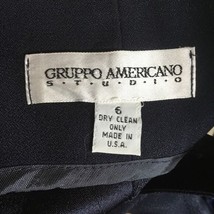 GRUPPO AMERICANO
S·T·U·D·I·O
6
DRY CLEAN
ONLY
MADE IN
U.S.A.